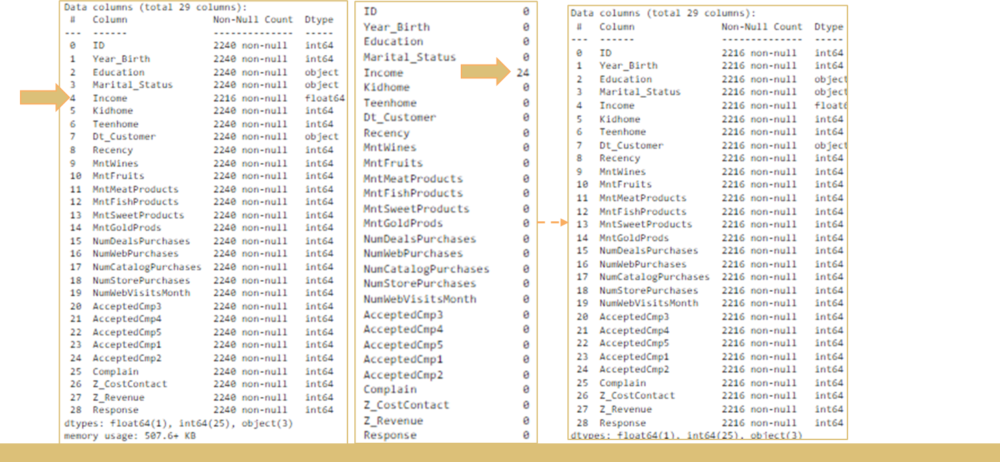 Data columns (total 29 columns):
# Column Non-Null Count Dtype
--- ------ -------------- -----
0 ID 2240 non-null int64
1 Year_Birth 2240 non-null int64
2 Education 2240 non-null object
3 Marital_Status 2240 non-null object
4 Income 2216 non-null float64
5 Kidhome 2240 non-null int64
6 Teenhome 2240 non-null int64
7 Dt_Customer 2240 non-null object
8 Recency 2240 non-null int64
9 MntWines 2240 non-null int64
10 MntFruits 2240 non-null int64
11 MntMeatProducts 2240 non-null int64
12 MntFishProducts 2240 non-null int64
13 MntSweetProducts 2240 non-null int64
14 MntGoldProds 2240 non-null int64
15 NumDealsPurchases 2240 non-null int64
16 NumWebPurchases 2240 non-null int64
17 NumCatalogPurchases 2240 non-null int64
18 NumStorePurchases 2240 non-null int64
19 NumWebVisitsMonth 2240 non-null int64
20 AcceptedCmp3 2240 non-null int64
21 AcceptedCmp4 2240 non-null int64
22 AcceptedCmp5 2240 non-null int64
23 AcceptedCmp1 2240 non-null int64
24 AcceptedCmp2 2240 non-null int64
25 Complain 2240 non-null int64
26 Z_CostContact 2240 non-null int64
27 Z_Revenue 2240 non-null int64
28 Response 2240 non-null int64
dtypes: float64(1), int64(25), object(3)
memory usage: 507.6+ KB
ID 0
Year_Birth 0
Education 0
Marital_Status 0
Income 24
Kidhome 0
Teenhome 0
Dt_Customer 0
Recency 0
MntWines 0
MntFruits 0
MntMeatProducts 0
MntFishProducts 0
MntSweetProducts 0
MntGoldProds 0
NumDealsPurchases 0
NumWebPurchases 0
NumCatalogPurchases 0
NumStorePurchases 0
NumWebVisitsMonth 0
AcceptedCmp3 0
AcceptedCmp4 0
AcceptedCmp5 0
AcceptedCmp1 0
AcceptedCmp2 0
Complain 0
Z_CostContact 0
Z_Revenue 0
Response 0
Data columns (total 29 columns):
# Column Non-Null Count Dtype
--- ------ -------------- -----
0 ID 2216 non-null int64
1 Year_Birth 2216 non-null int64
2 Education 2216 non-null object
3 Marital_Status 2216 non-null object
4 Income 2216 non-null float6
5 Kidhome 2216 non-null int64
6 Teenhome 2216 non-null int64
7 Dt_Customer 2216 non-null object
8 Recency 2216 non-null int64
9 MntWines 2216 non-null int64
10 MntFruits 2216 non-null int64
11 MntMeatProducts 2216 non-null int64
12 MntFishProducts 2216 non-null int64
13 MntSweetProducts 2216 non-null int64
14 MntGoldProds 2216 non-null int64
15 NumDealsPurchases 2216 non-null int64
16 NumWebPurchases 2216 non-null int64
17 NumCatalogPurchases 2216 non-null int64
18 NumStorePurchases 2216 non-null int64
19 NumWebVisitsMonth 2216 non-null int64
20 AcceptedCmp3 2216 non-null int64
21 AcceptedCmp4 2216 non-null int64
22 AcceptedCmp5 2216 non-null int64
23 AcceptedCmp1 2216 non-null int64
24 AcceptedCmp2 2216 non-null int64
25 Complain 2216 non-null int64
26 Z_CostContact 2216 non-null int64
27 Z_Revenue 2216 non-null int64
28 Response 2216 non-null int64
dtypes: float64(1), int64(25), object(3)